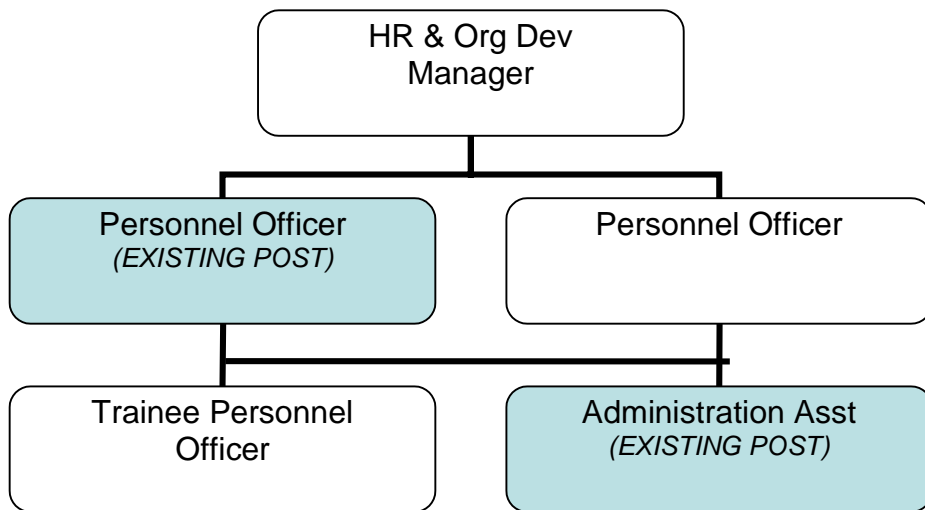 HR & Org Dev
Manager
Personnel Officer
(EXISTING POST)
Personnel Officer
Trainee Personnel
Officer
Administration Asst
(EXISTING POST)